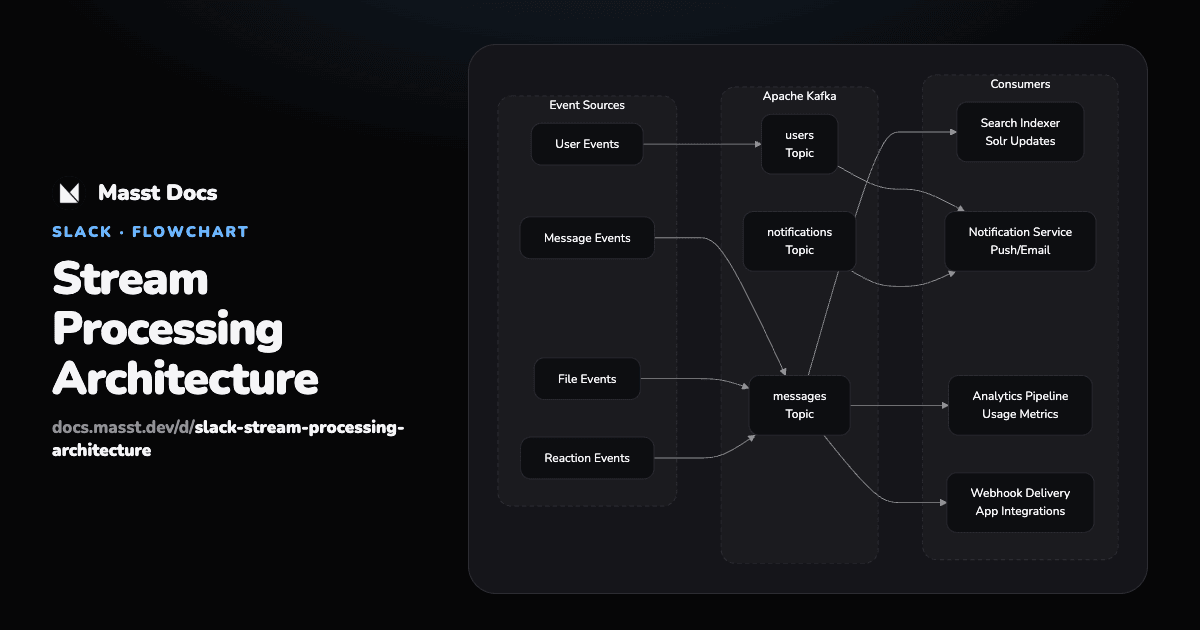 Masst Docs
SLACK · FLOWCHART
Stream
Processing
Architecture
docs.masst.dev/d/slack-stream-processing-
architecture
Event Sources
User Events
Message Events
File Events
Reaction Events
Apache Kafka
users
Topic
notifications
Topic
messages
Topic
Consumers
Search Indexer
Solr Updates
Notification Service
Push/Email
Analytics Pipeline
Usage Metrics
Webhook Delivery
App Integrations